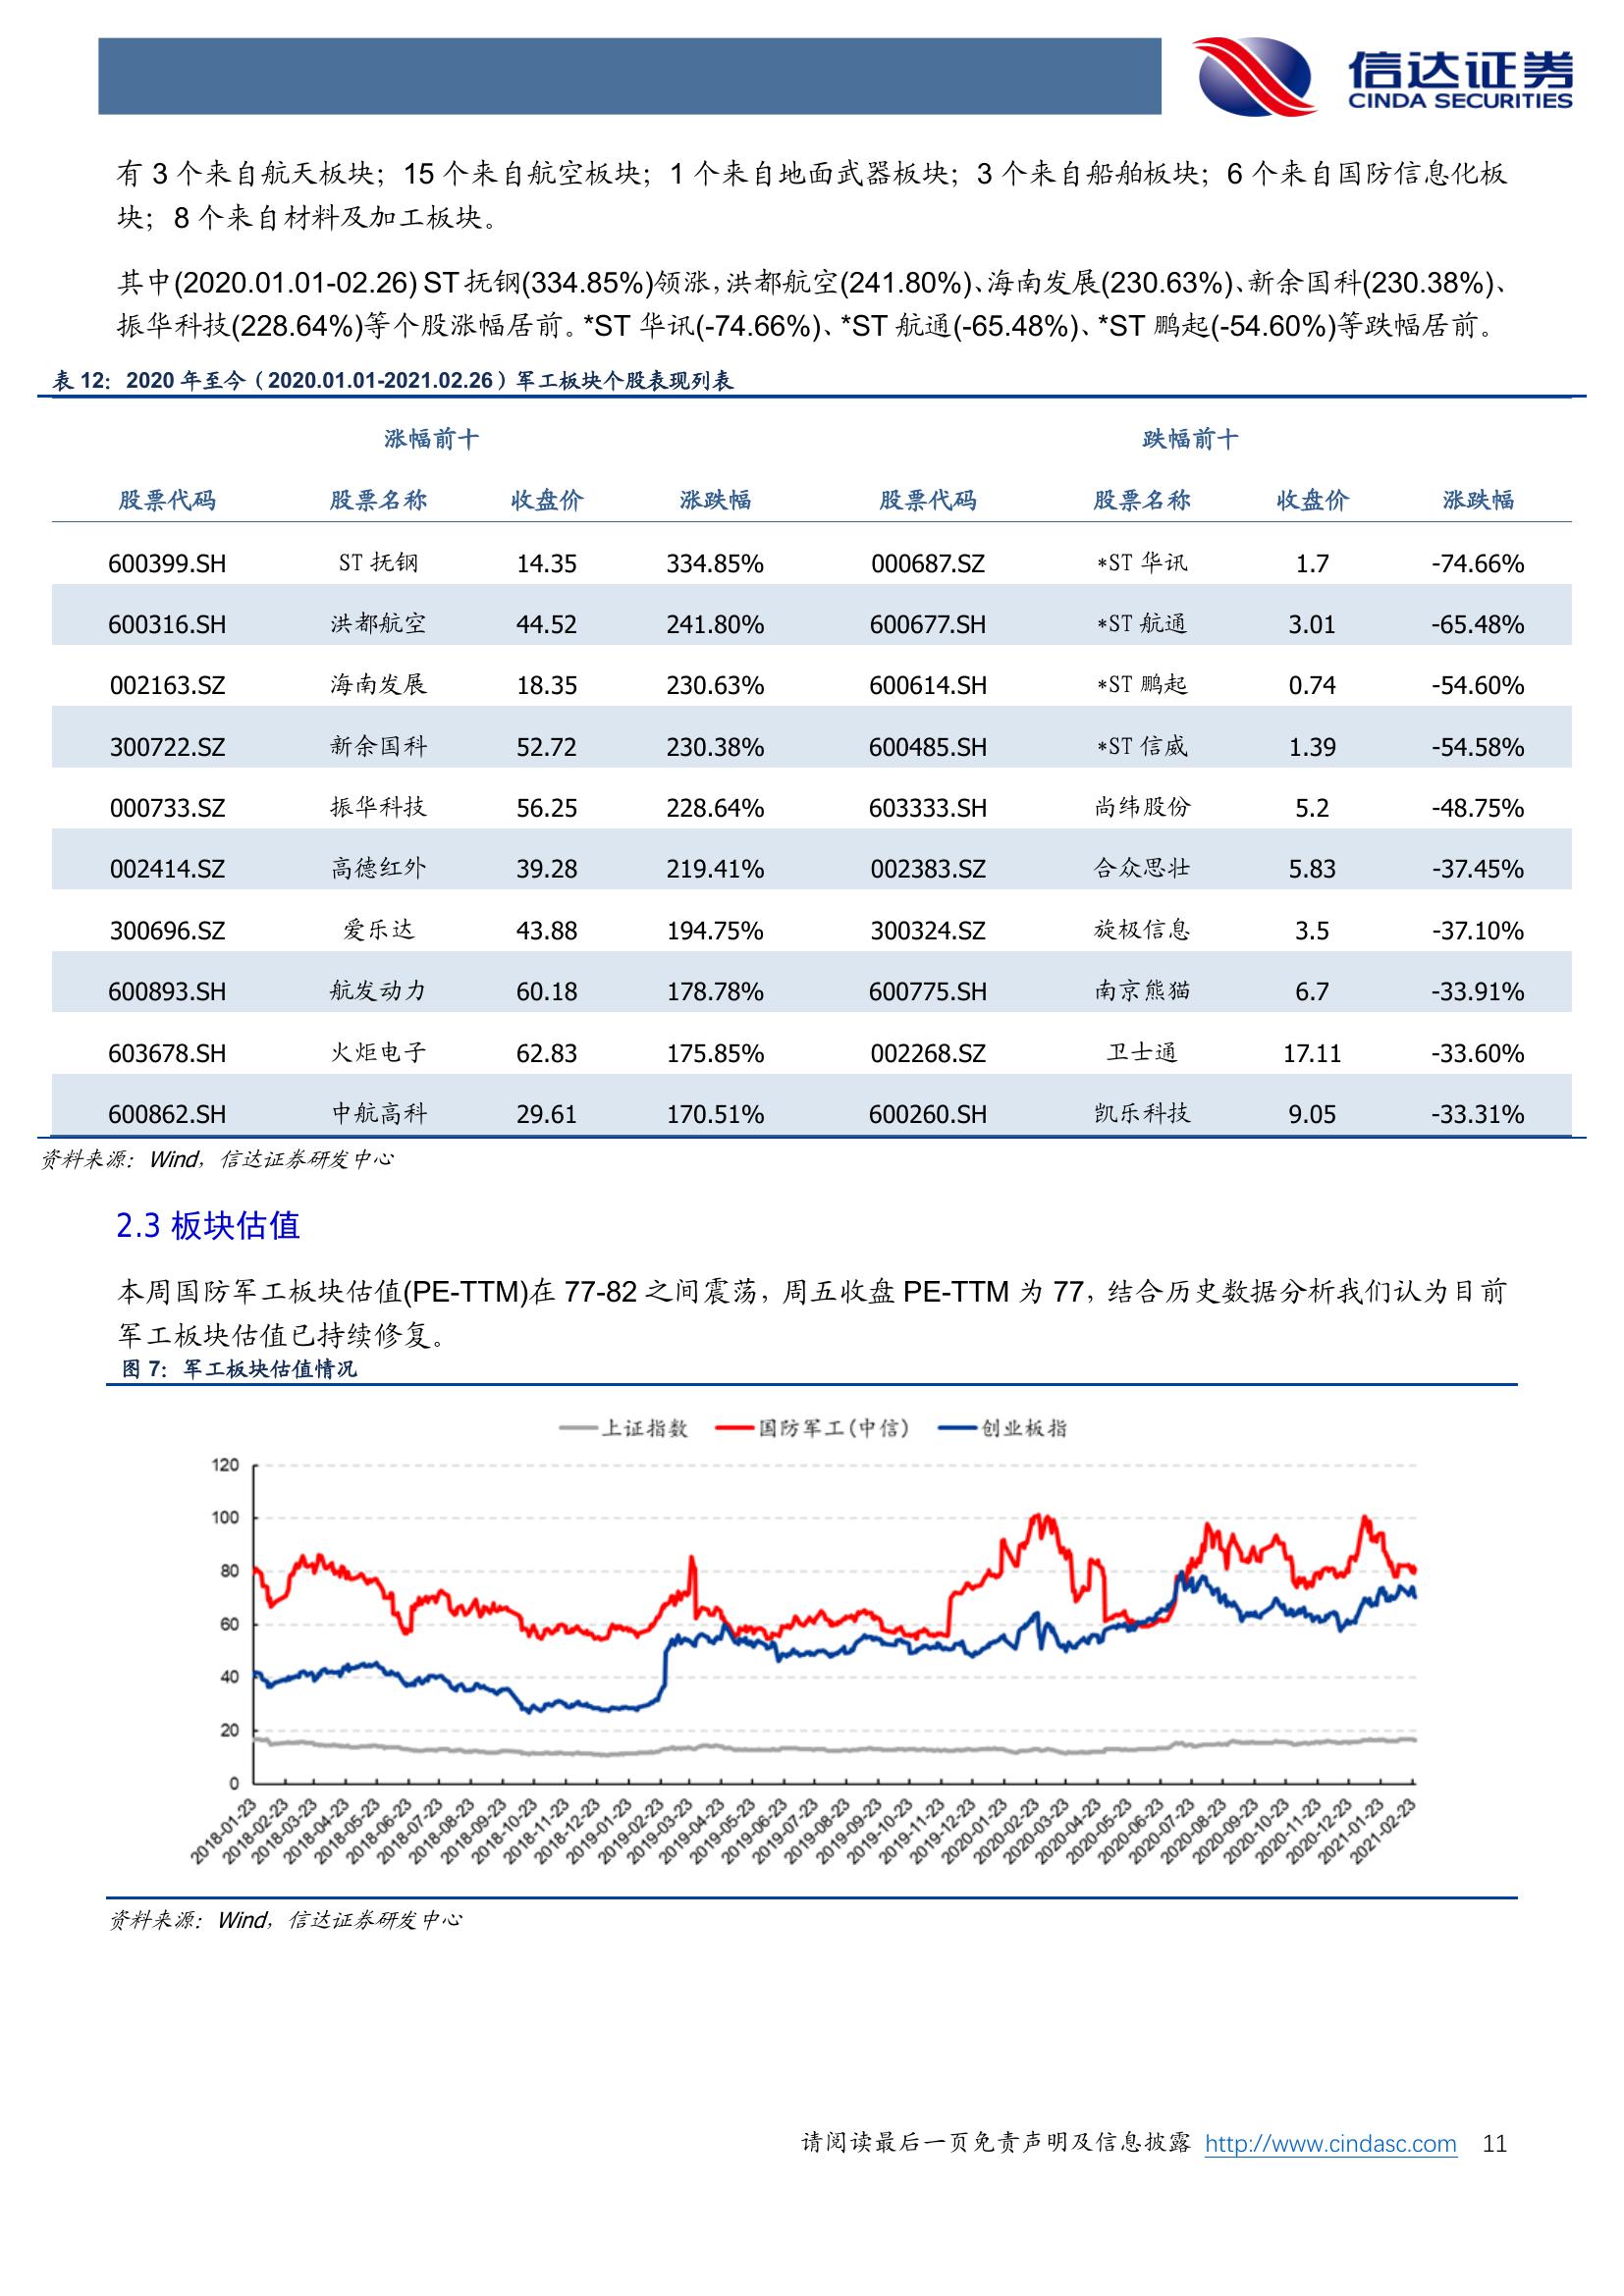 信达证券
CINDA SECURITIES
有 3 个来自航天板块；15 个来自航空板块；1 个来自地面武器板块；3 个来自船舶板块；6 个来自国防信息化板
块；8 个来自材料及加工板块。
其中(2020.01.01-02.26) ST 抚钢(334.85%)领涨，洪都航空(241.80%)、海南发展(230.63%)、新余国科(230.38%)、
振华科技(228.64%)等个股涨幅居前。*ST 华讯(-74.66%)、*ST 航通(-65.48%)、*ST 鹏起(-54.60%)等跌幅居前。
表 12：2020 年至今（2020.01.01-2021.02.26）军工板块个股表现列表
涨幅前十 跌幅前十
股票代码 股票名称 收盘价 涨跌幅 股票代码 股票名称 收盘价 涨跌幅
600399.SH ST 抚钢 14.35 334.85% 000687.SZ *ST 华讯 1.7 -74.66%
600316.SH 洪都航空 44.52 241.80% 600677.SH *ST 航通 3.01 -65.48%
002163.SZ 海南发展 18.35 230.63% 600614.SH *ST 鹏起 0.74 -54.60%
300722.SZ 新余国科 52.72 230.38% 600485.SH *ST 信威 1.39 -54.58%
000733.SZ 振华科技 56.25 228.64% 603333.SH 尚纬股份 5.2 -48.75%
002414.SZ 高德红外 39.28 219.41% 002383.SZ 合众思壮 5.83 -37.45%
300696.SZ 爱乐达 43.88 194.75% 300324.SZ 旋极信息 3.5 -37.10%
600893.SH 航发动力 60.18 178.78% 600775.SH 南京熊猫 6.7 -33.91%
603678.SH 火炬电子 62.83 175.85% 002268.SZ 卫士通 17.11 -33.60%
600862.SH 中航高科 29.61 170.51% 600260.SH 凯乐科技 9.05 -33.31%
资料来源：Wind，信达证券研发中心
2.3 板块估值
本周国防军工板块估值(PE-TTM)在 77-82 之间震荡，周五收盘 PE-TTM 为 77，结合历史数据分析我们认为目前
军工板块估值已持续修复。
图 7：军工板块估值情况
上证指数 国防军工(中信) 创业板指
120
100
80
60
40
20
0
2018-01-23 2018-02-23 2018-03-23 2018-04-23 2018-05-23 2018-06-23 2018-07-23 2018-08-23 2018-09-23 2018-10-23 2018-11-23 2018-12-23 2019-01-23 2019-02-23 2019-03-23 2019-04-23 2019-05-23 2019-06-23 2019-07-23 2019-08-23 2019-09-23 2019-10-23 2019-11-23 2019-12-23 2020-01-23 2020-02-23 2020-03-23 2020-04-23 2020-05-23 2020-06-23 2020-07-23 2020-08-23 2020-09-23 2020-10-23 2020-11-23 2020-12-23 2021-01-23 2021-02-23
资料来源：Wind，信达证券研发中心
请阅读最后一页免责声明及信息披露 http://www.cindasc.com 11